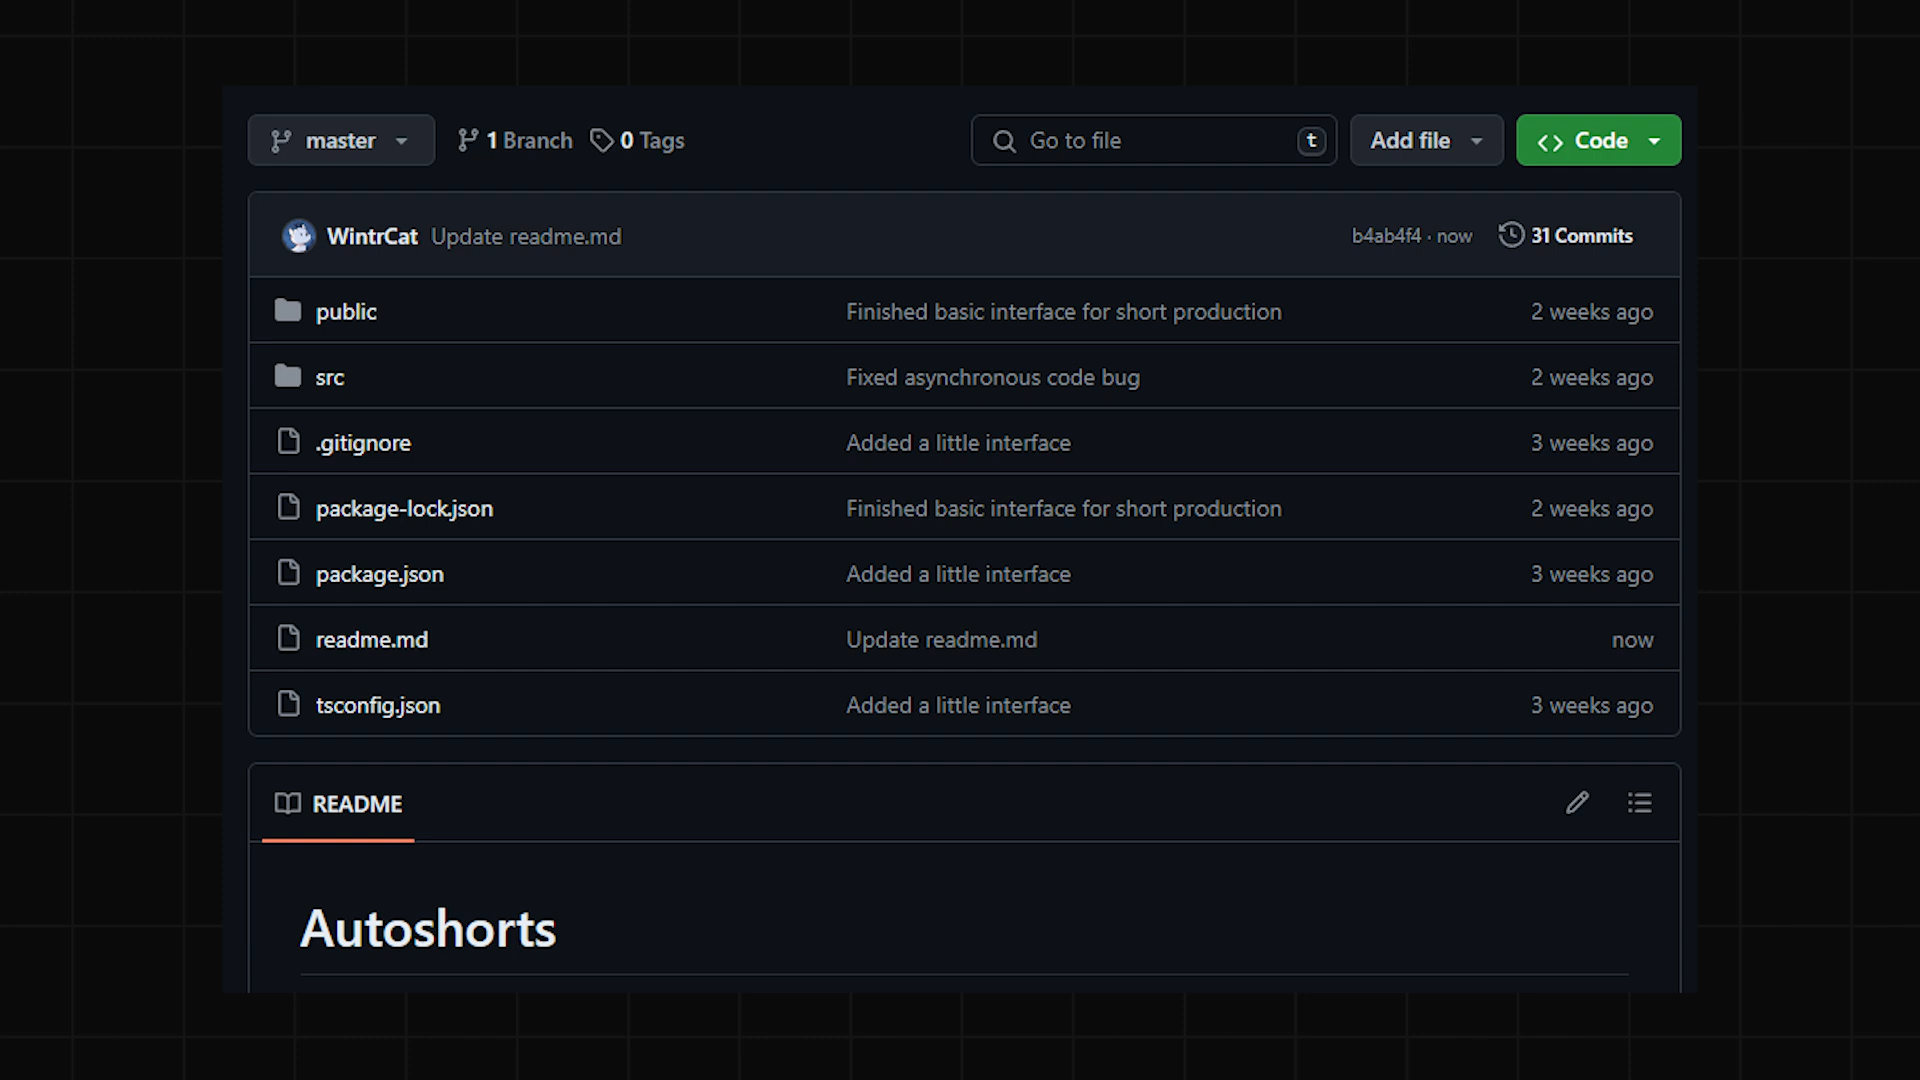 master 1 Branch 0 Tags Go to file t Add file Code
WintrCat Update readme.md b4ab4f4 · now 31 Commits
public Finished basic interface for short production 2 weeks ago
src Fixed asynchronous code bug 2 weeks ago
.gitignore Added a little interface 3 weeks ago
package-lock.json Finished basic interface for short production 2 weeks ago
package.json Added a little interface 3 weeks ago
readme.md Update readme.md now
tsconfig.json Added a little interface 3 weeks ago
README
Autoshorts